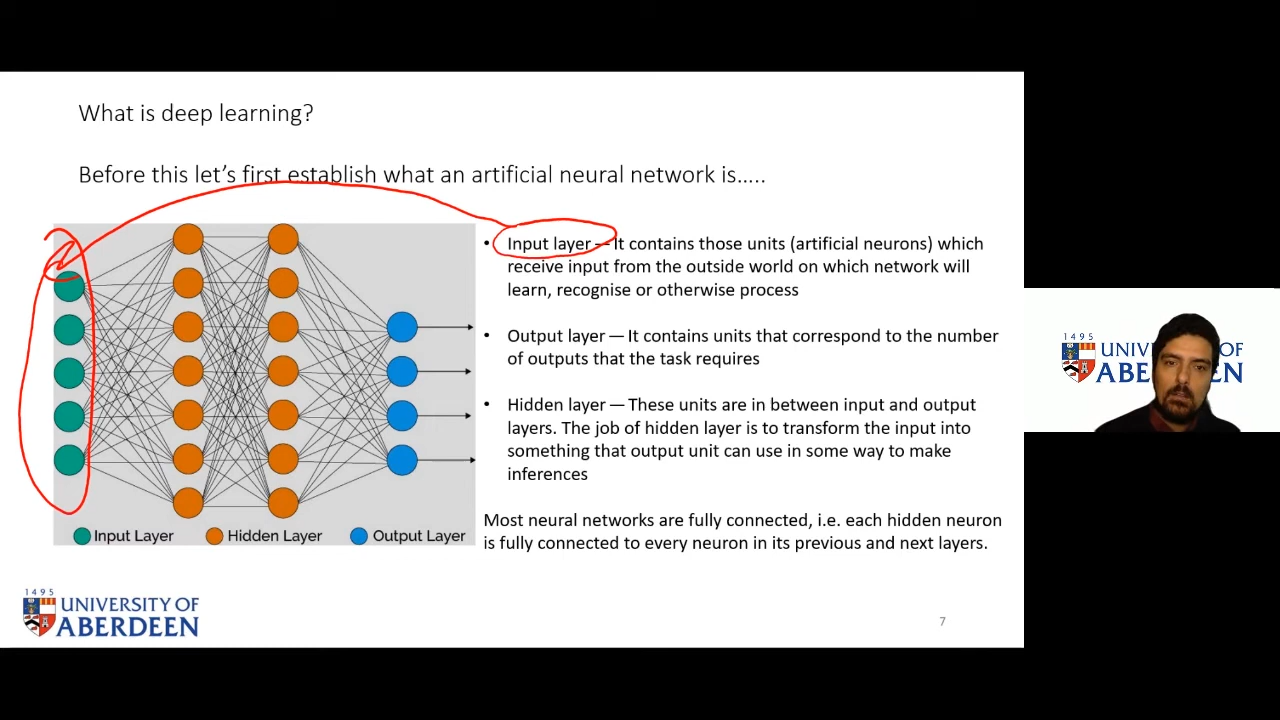 What is deep learning?
Before this let’s first establish what an artificial neural network is…..
• Input layer — It contains those units (artificial neurons) which
receive input from the outside world on which network will
learn, recognise or otherwise process
• Output layer — It contains units that correspond to the number
of outputs that the task requires
• Hidden layer — These units are in between input and output
layers. The job of hidden layer is to transform the input into
something that output unit can use in some way to make
inferences
Most neural networks are fully connected, i.e. each hidden neuron
is fully connected to every neuron in its previous and next layers.
Input Layer
Hidden Layer
Output Layer
1495
UNIVERSITY OF
ABERDEEN
7
1495